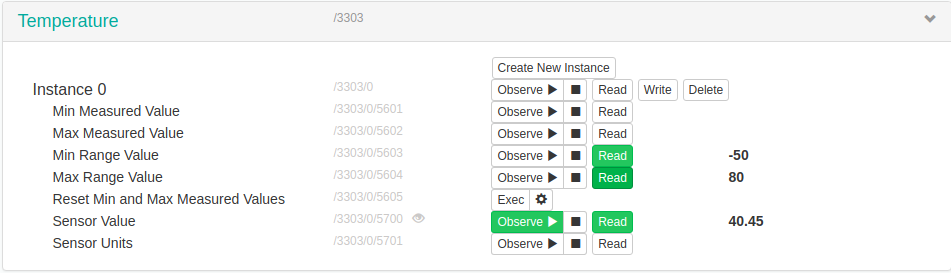 Temperature /3303
Create New Instance
Instance 0 /3303/0 Observe Read Write Delete
Min Measured Value /3303/0/5601 Observe Read
Max Measured Value /3303/0/5602 Observe Read
Min Range Value /3303/0/5603 Observe Read -50
Max Range Value /3303/0/5604 Observe Read 80
Reset Min and Max Measured Values /3303/0/5605 Exec
Sensor Value /3303/0/5700 Observe Read 40.45
Sensor Units /3303/0/5701 Observe Read